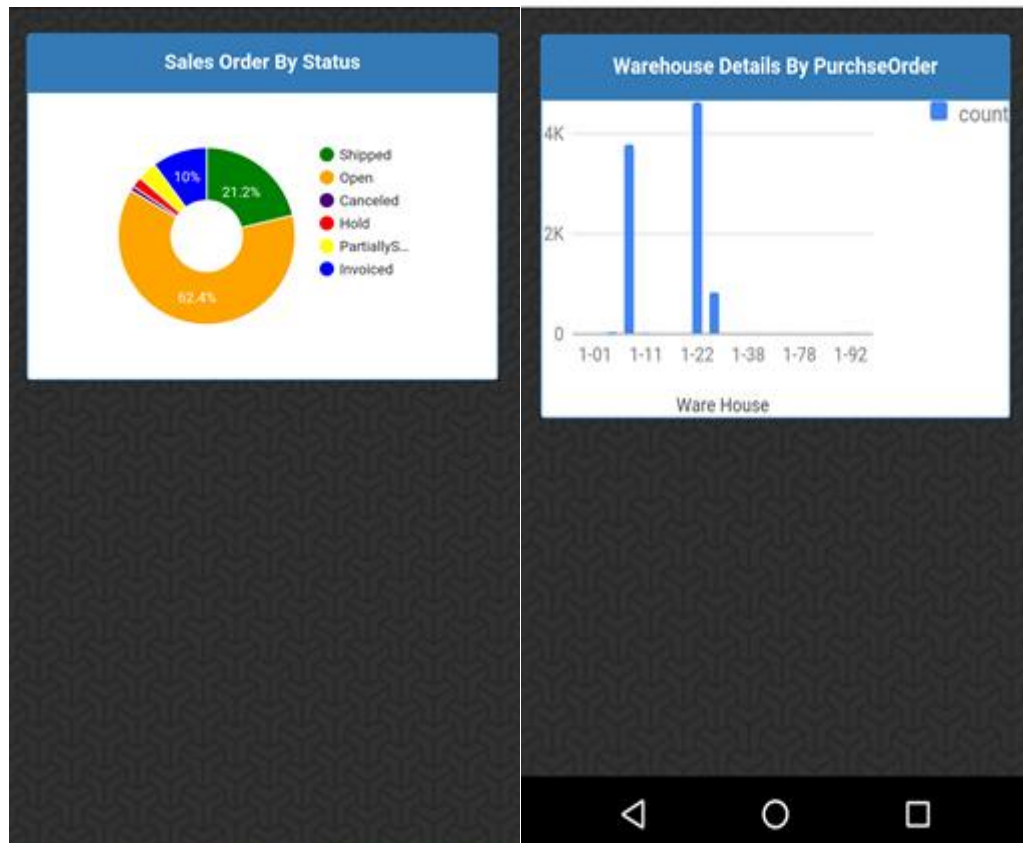 Sales Order By Status
10%
21.2%
62.4%
Shipped
Open
Canceled
Hold
PartiallyS...
Invoiced
Warehouse Details By PurchseOrder
count
4K
2K
0
1-01 1-11 1-22 1-38 1-78 1-92
Ware House